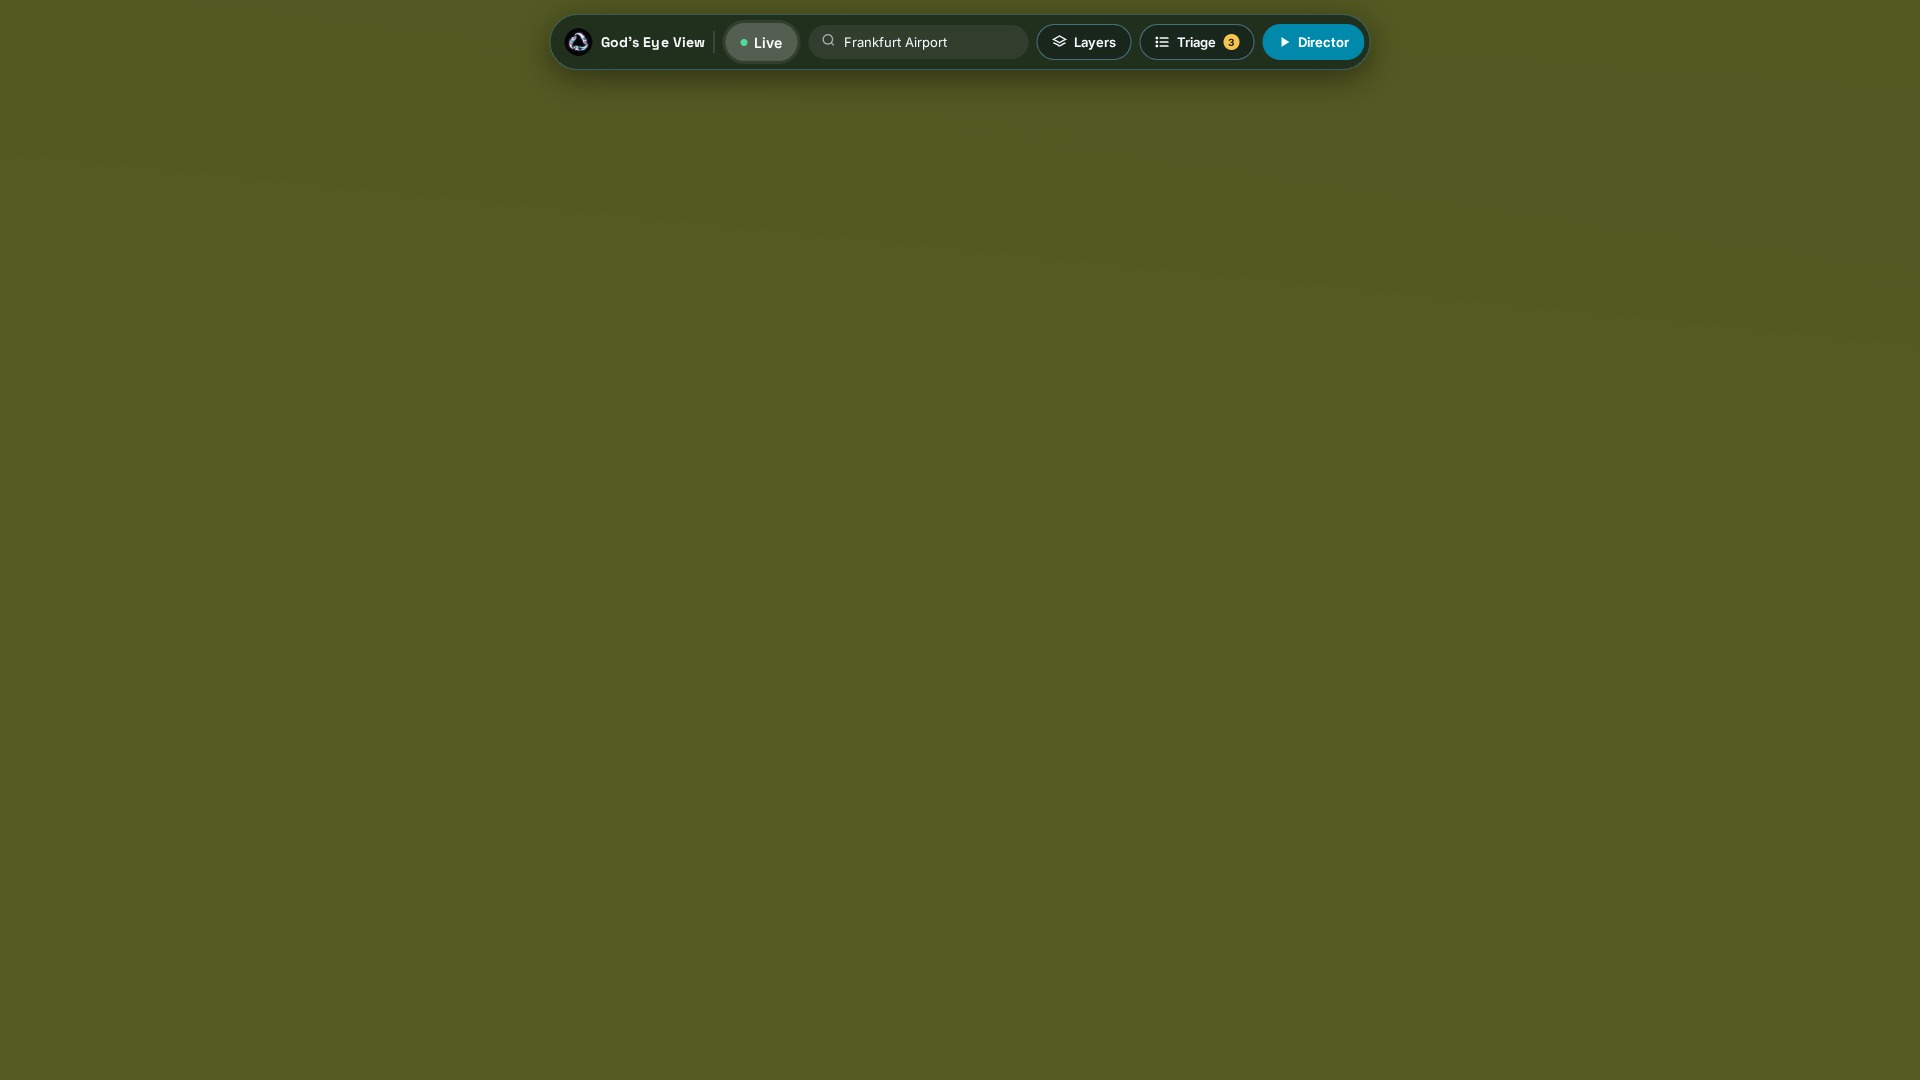 God's Eye View
Live
Frankfurt Airport
Layers
Triage 3
Director